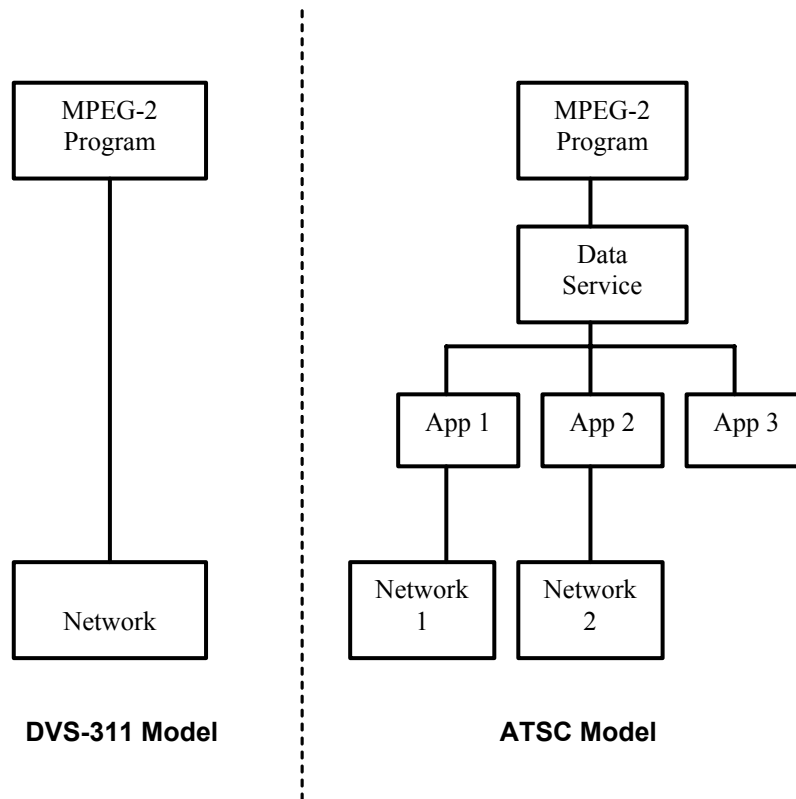 MPEG-2
Program
Network
DVS-311 Model
MPEG-2
Program
Data
Service
App 1
App 2
App 3
Network
1
Network
2
ATSC Model